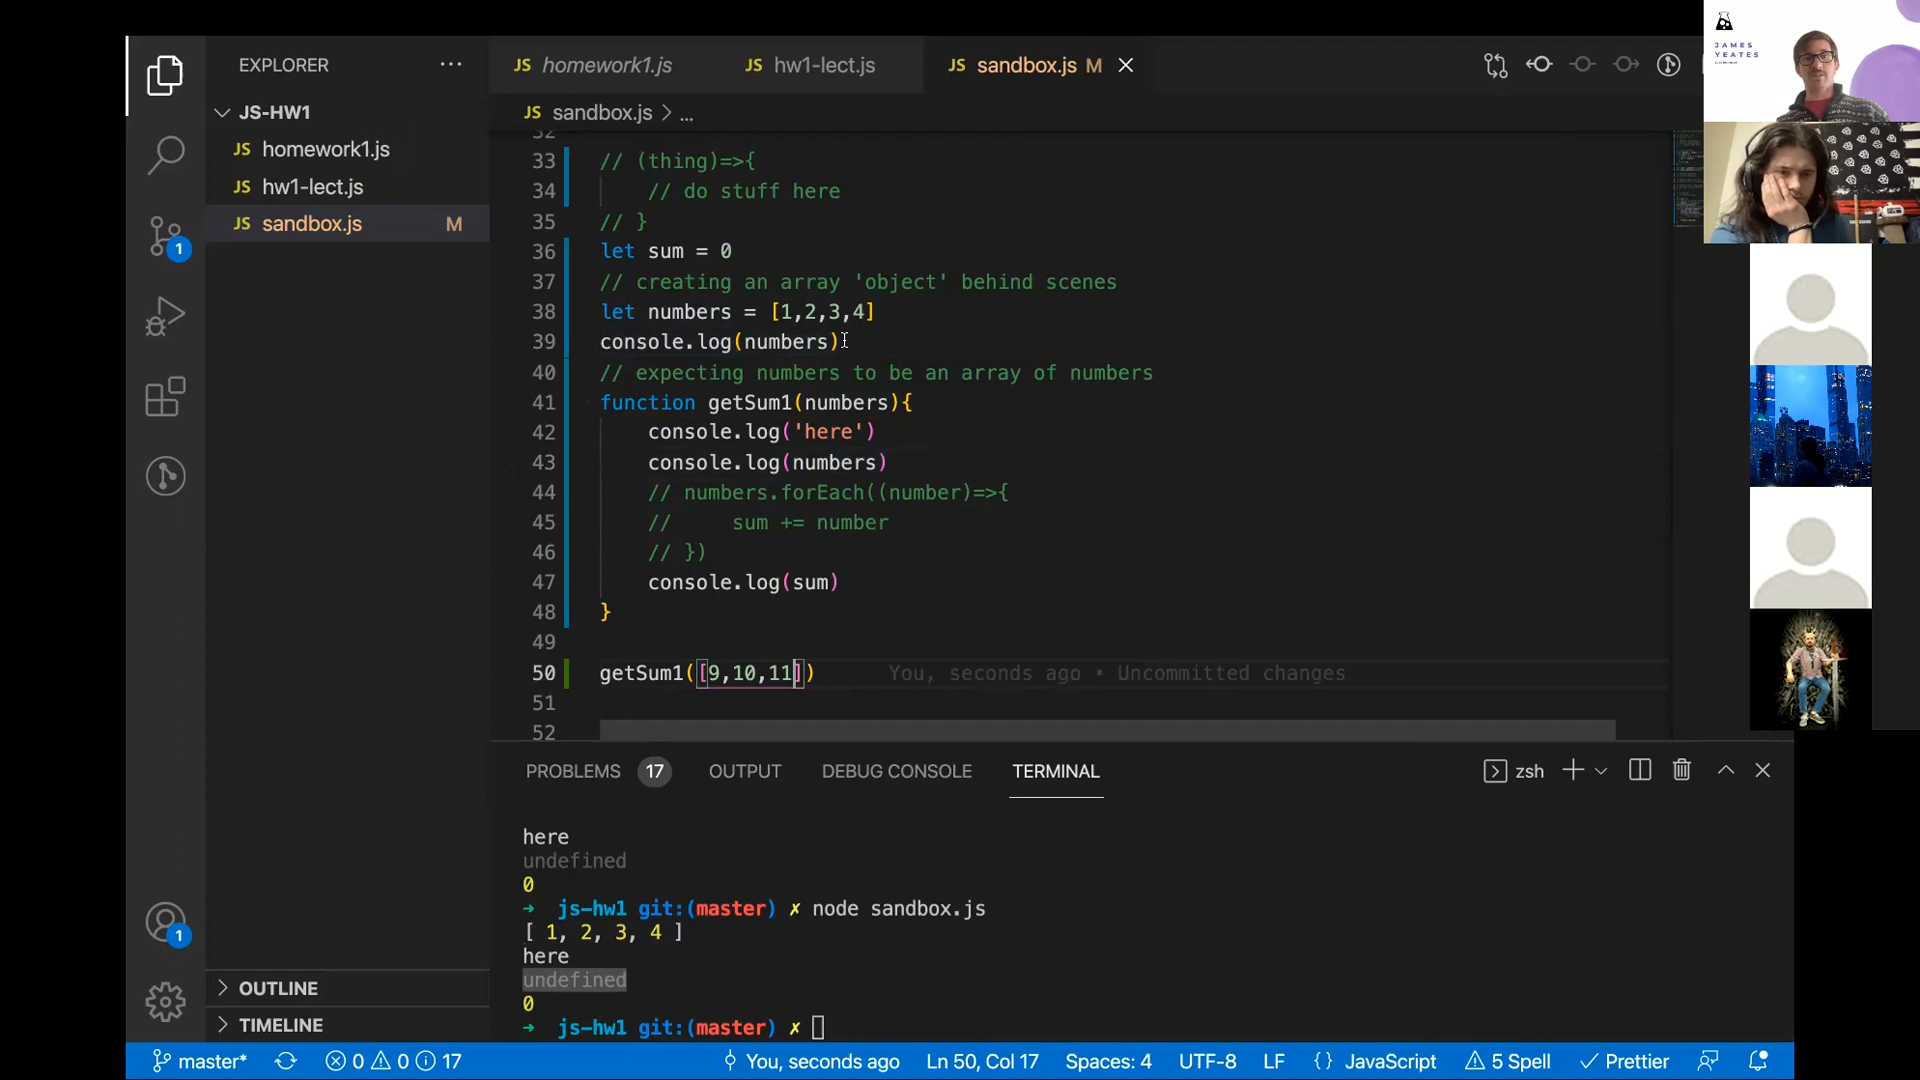 EXPLORER ...
JS homework1.js
JS hw1-lect.js
JS sandbox.js M
JAMES
YEATES
JS-HW1
JS homework1.js
JS hw1-lect.js
JS sandbox.js M
JS sandbox.js > ...
32
33 // (thing)=>{
34 // do stuff here
35 // }
36 let sum = 0
37 // creating an array 'object' behind scenes
38 let numbers = [1,2,3,4]
39 console.log(numbers)
40 // expecting numbers to be an array of numbers
41 function getSum1(numbers){
42 console.log('here')
43 console.log(numbers)
44 // numbers.forEach((number)=>{
45 // sum += number
46 // })
47 console.log(sum)
48 }
49
50 getSum1([9,10,11]) You, seconds ago • Uncommitted changes
51
52
1
1
OUTLINE
TIMELINE
PROBLEMS 17 OUTPUT DEBUG CONSOLE TERMINAL zsh
here
undefined
0
➜ js-hw1 git:(master) ✗ node sandbox.js
[ 1, 2, 3, 4 ]
here
undefined
0
➜ js-hw1 git:(master) ✗
master* 0 0 17 You, seconds ago Ln 50, Col 17 Spaces: 4 UTF-8 LF {} JavaScript 5 Spell ✓ Prettier